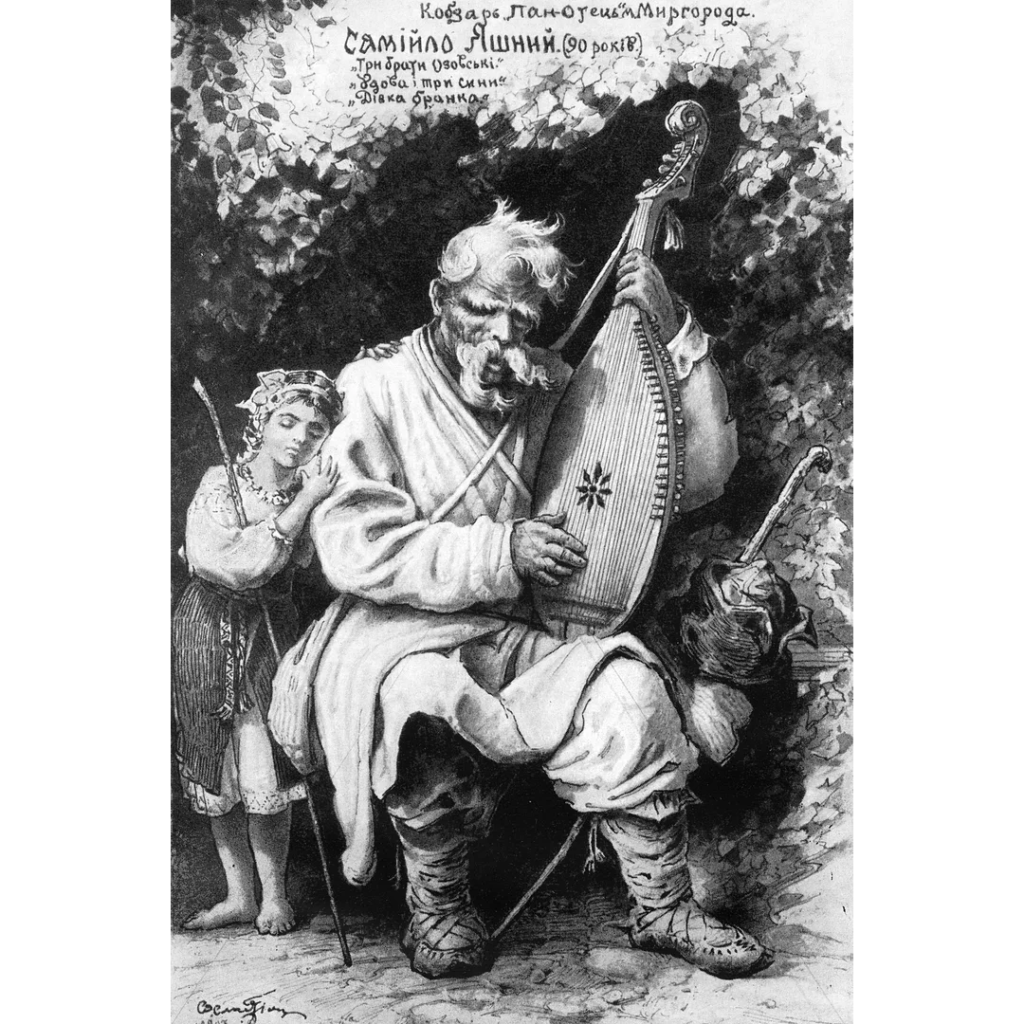 Кобзарь „Пан-Отець“ м. Миргорода.
Самійло Яшний. (90 років.)
„Три брати Озовські.“
„Удова і три сини“
„Дівка бранка.“